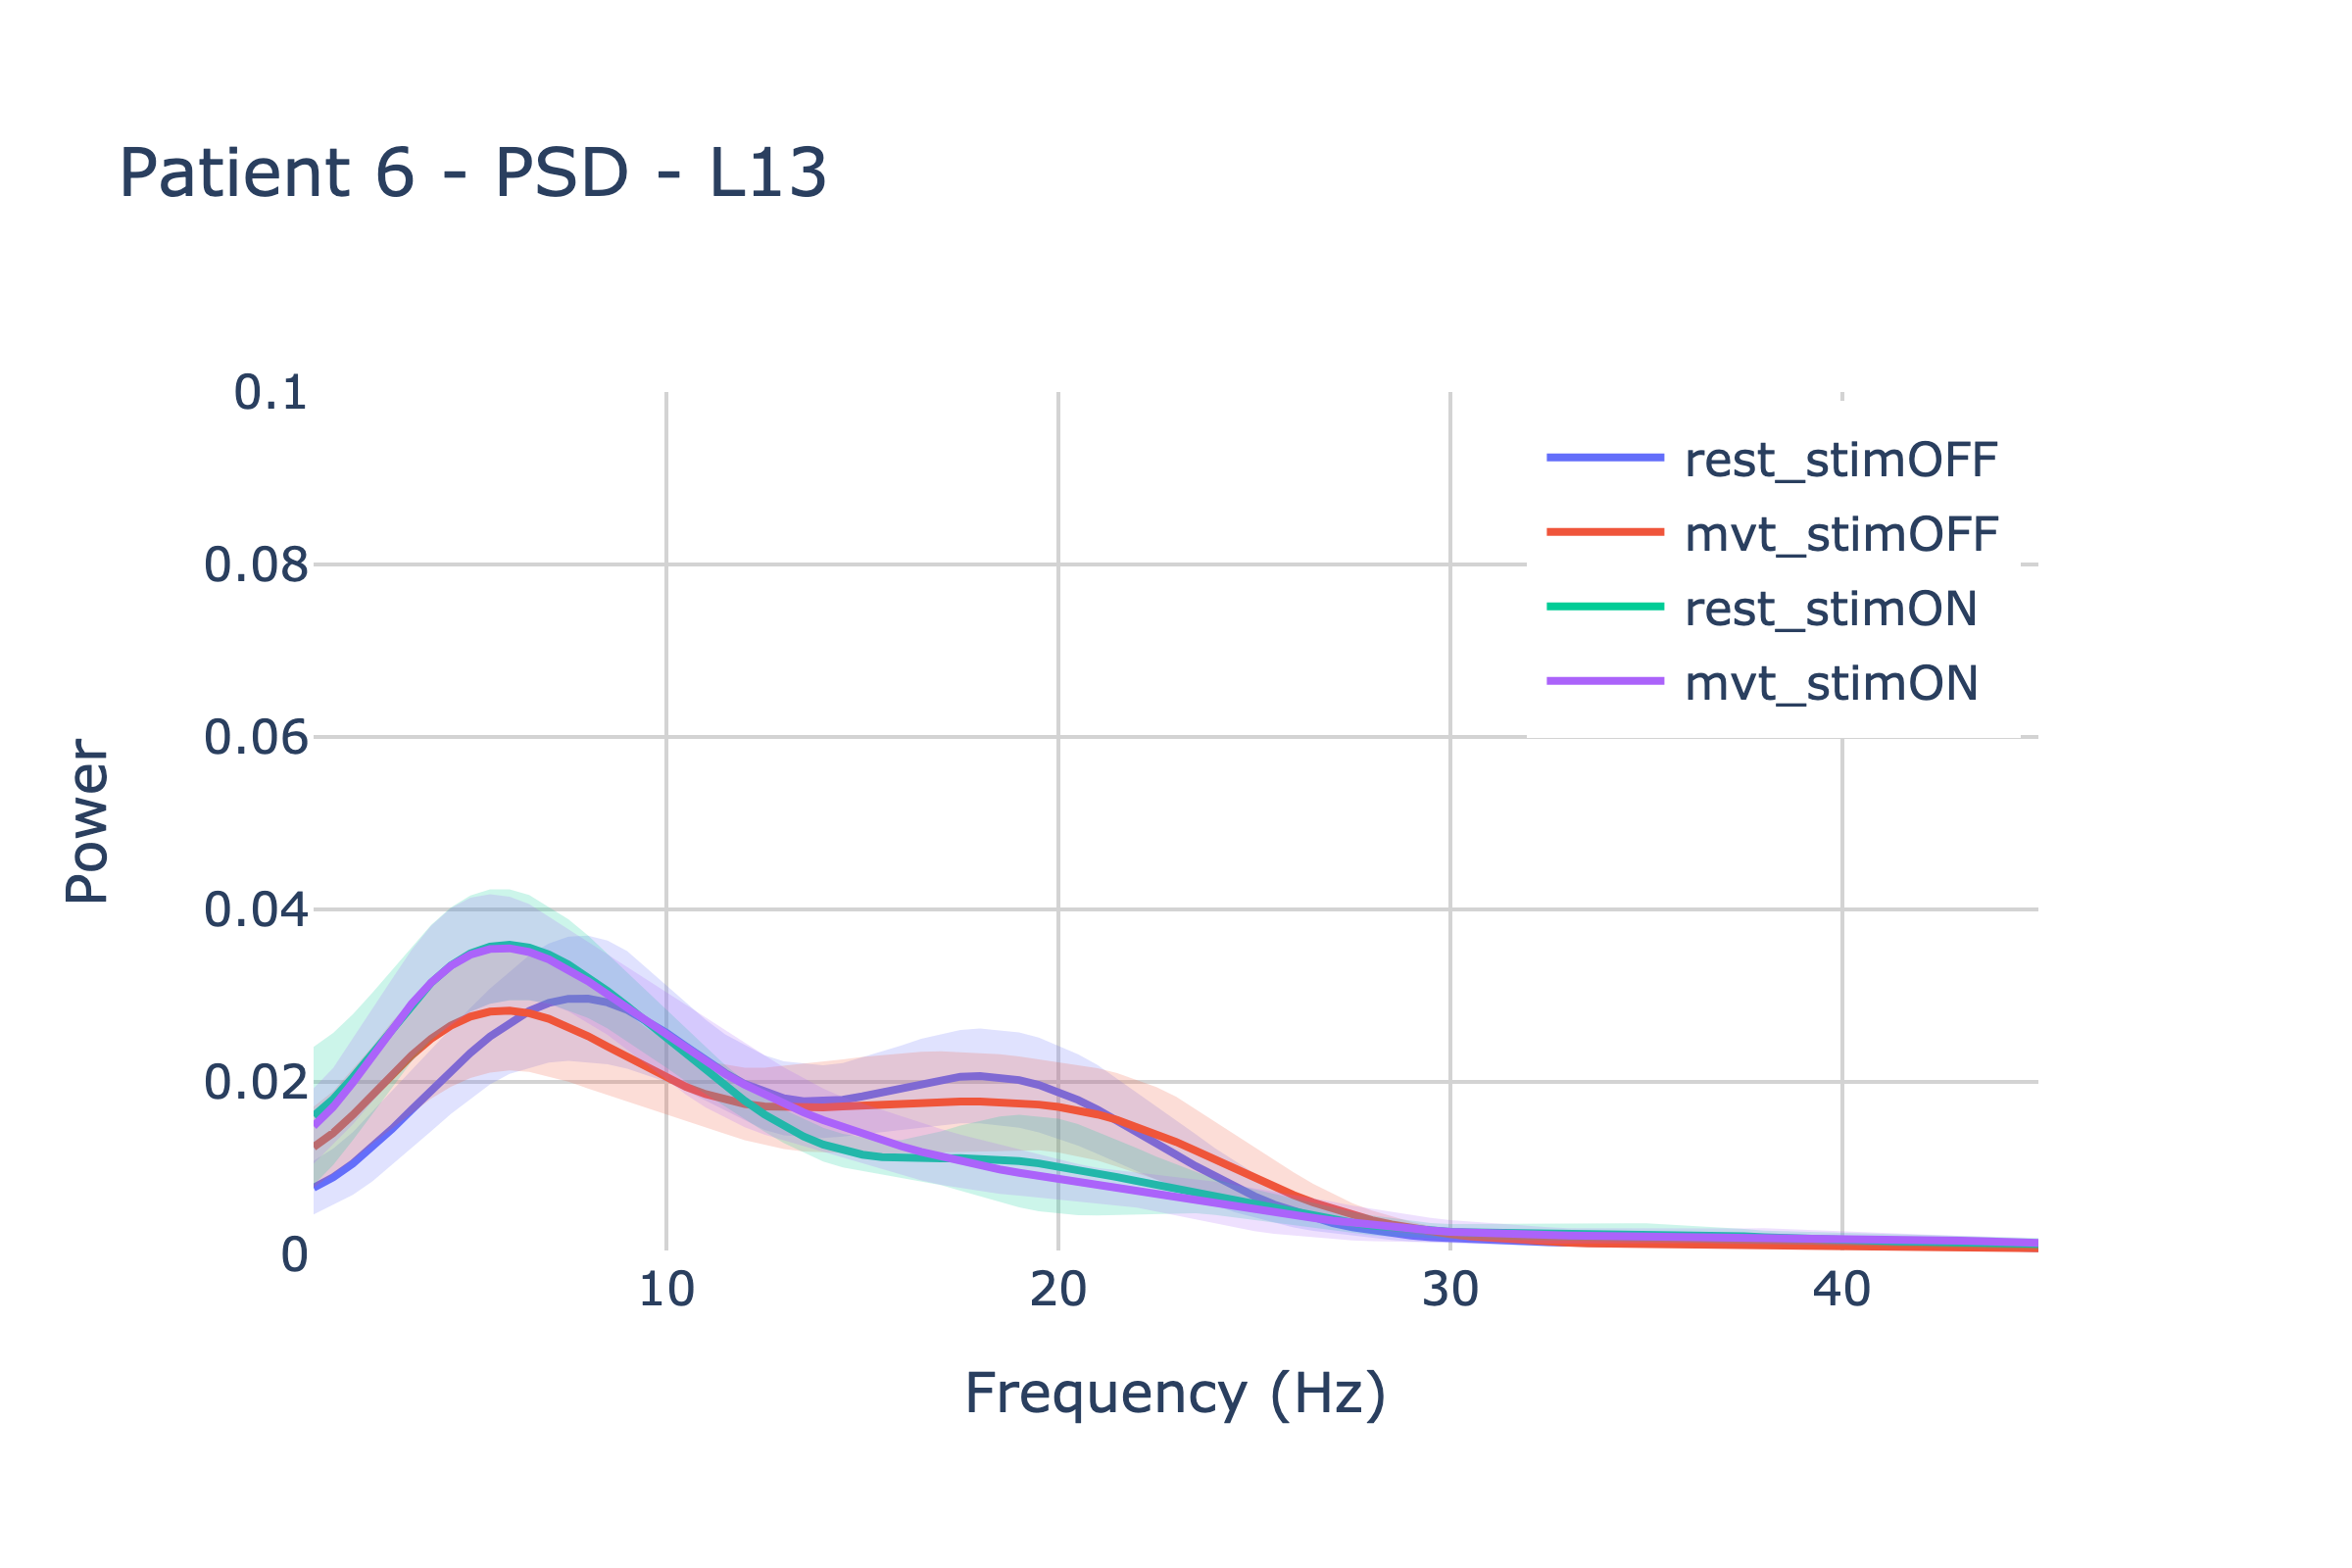 Patient 6 - PSD - L13
0.1
0.08
0.06
0.04
0.02
0
Power
10 20 30 40
Frequency (Hz)
rest_stimOFF
mvt_stimOFF
rest_stimON
mvt_stimON